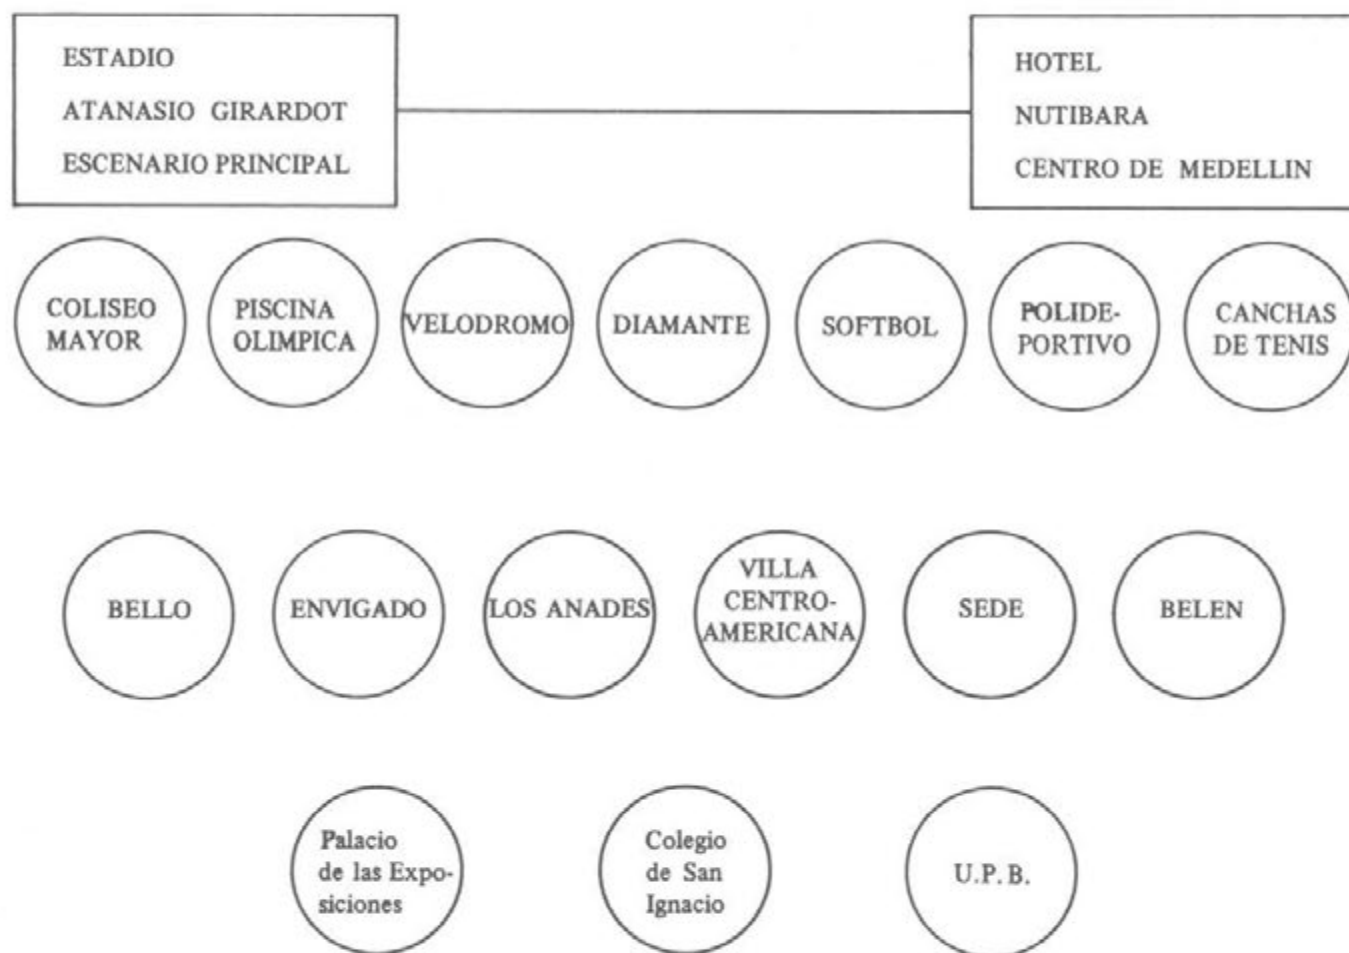 ESTADIO
ATANASIO GIRARDOT
ESCENARIO PRINCIPAL
HOTEL
NUTIBARA
CENTRO DE MEDELLIN
COLISEO
MAYOR
PISCINA
OLIMPICA
VELODROMO
DIAMANTE
SOFTBOL
POLIDE-
PORTIVO
CANCHAS
DE TENIS
BELLO
ENVIGADO
LOS ANADES
VILLA
CENTRO-
AMERICANA
SEDE
BELEN
Palacio
de las Expo-
siciones
Colegio
de San
Ignacio
U.P.B.